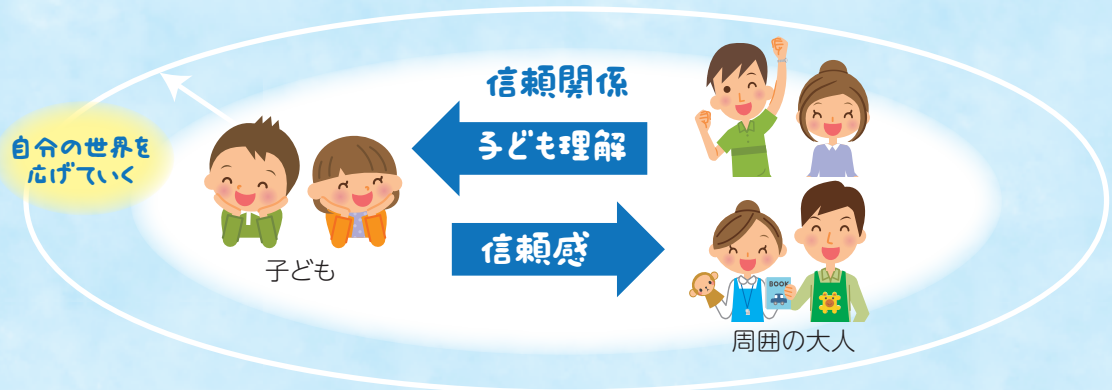 信頼関係
子ども理解
自分の世界を
広げていく
信頼感
子ども
BOOK
周囲の大人